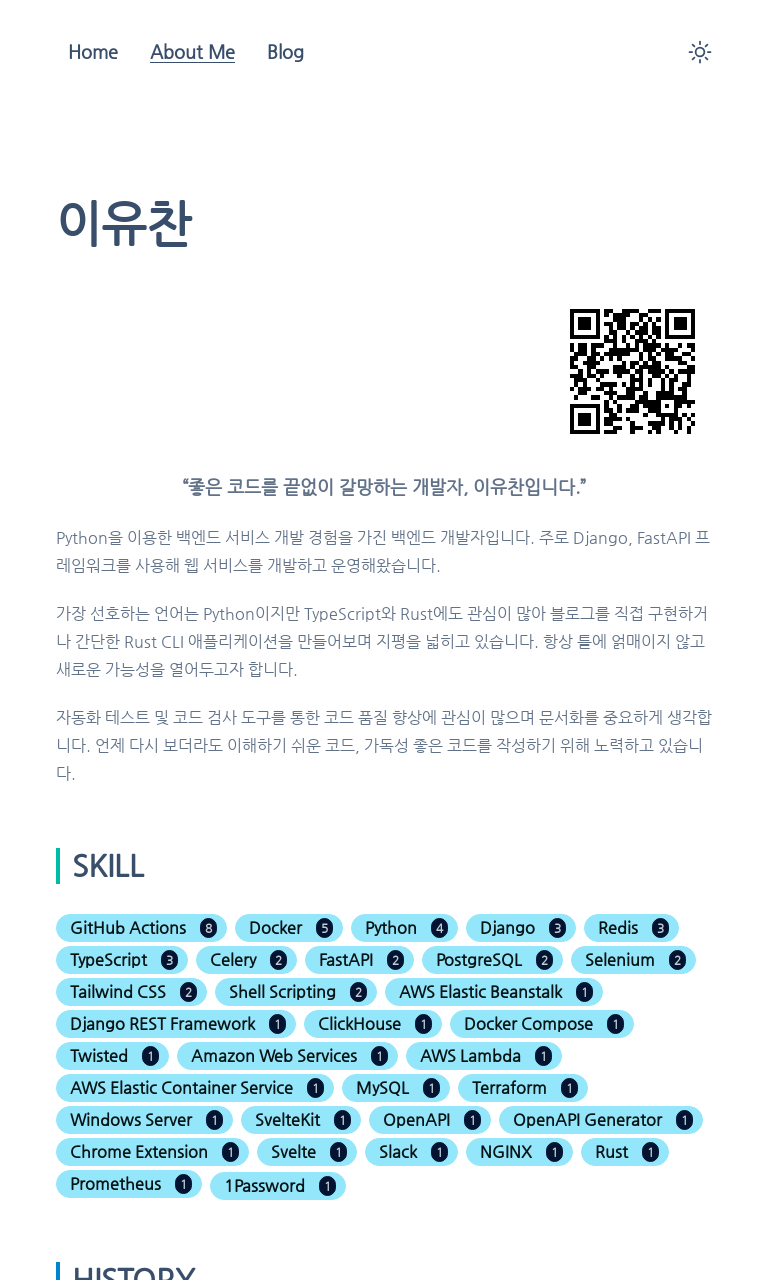 Home About Me Blog
이유찬
“좋은 코드를 끝없이 갈망하는 개발자, 이유찬입니다.”
Python을 이용한 백엔드 서비스 개발 경험을 가진 백엔드 개발자입니다. 주로 Django, FastAPI 프
레임워크를 사용해 웹 서비스를 개발하고 운영해왔습니다.
가장 선호하는 언어는 Python이지만 TypeScript와 Rust에도 관심이 많아 블로그를 직접 구현하거
나 간단한 Rust CLI 애플리케이션을 만들어보며 지평을 넓히고 있습니다. 항상 틀에 얽매이지 않고
새로운 가능성을 열어두고자 합니다.
자동화 테스트 및 코드 검사 도구를 통한 코드 품질 향상에 관심이 많으며 문서화를 중요하게 생각합
니다. 언제 다시 보더라도 이해하기 쉬운 코드, 가독성 좋은 코드를 작성하기 위해 노력하고 있습니
다.
SKILL
GitHub Actions 8 Docker 5 Python 4 Django 3 Redis 3
TypeScript 3 Celery 2 FastAPI 2 PostgreSQL 2 Selenium 2
Tailwind CSS 2 Shell Scripting 2 AWS Elastic Beanstalk 1
Django REST Framework 1 ClickHouse 1 Docker Compose 1
Twisted 1 Amazon Web Services 1 AWS Lambda 1
AWS Elastic Container Service 1 MySQL 1 Terraform 1
Windows Server 1 SvelteKit 1 OpenAPI 1 OpenAPI Generator 1
Chrome Extension 1 Svelte 1 Slack 1 NGINX 1 Rust 1
Prometheus 1 1Password 1
HISTORY